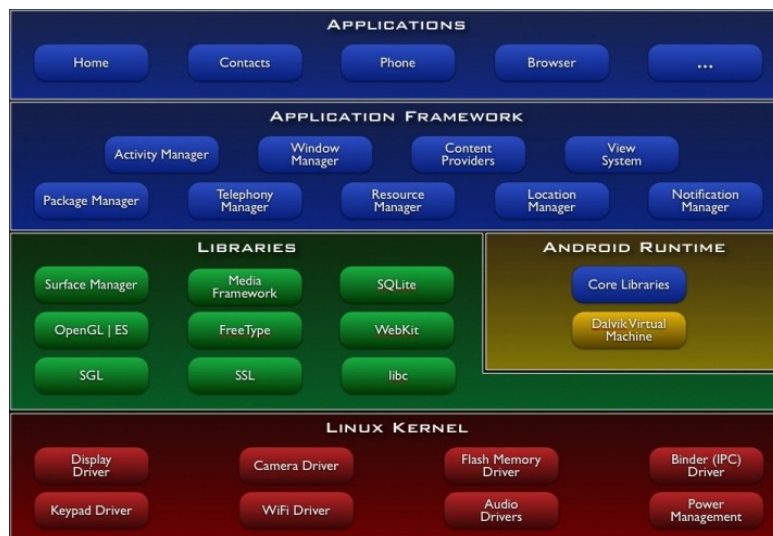 APPLICATIONS
Home
Contacts
Phone
Browser
...
APPLICATION FRAMEWORK
Activity Manager
Window
Manager
Content
Providers
View
System
Package Manager
Telephony
Manager
Resource
Manager
Location
Manager
Notification
Manager
LIBRARIES
Surface Manager
Media
Framework
SQLite
OpenGL | ES
FreeType
WebKit
SGL
SSL
libc
ANDROID RUNTIME
Core Libraries
Dalvik Virtual
Machine
LINUX KERNEL
Display
Driver
Camera Driver
Flash Memory
Driver
Binder (IPC)
Driver
Keypad Driver
WiFi Driver
Audio
Drivers
Power
Management